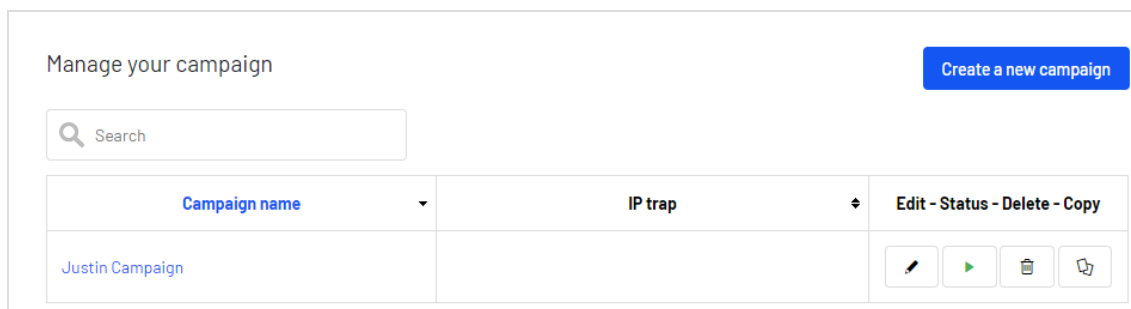 Manage your campaign
Create a new campaign
Search
Campaign name
IP trap
Edit - Status - Delete - Copy
Justin Campaign